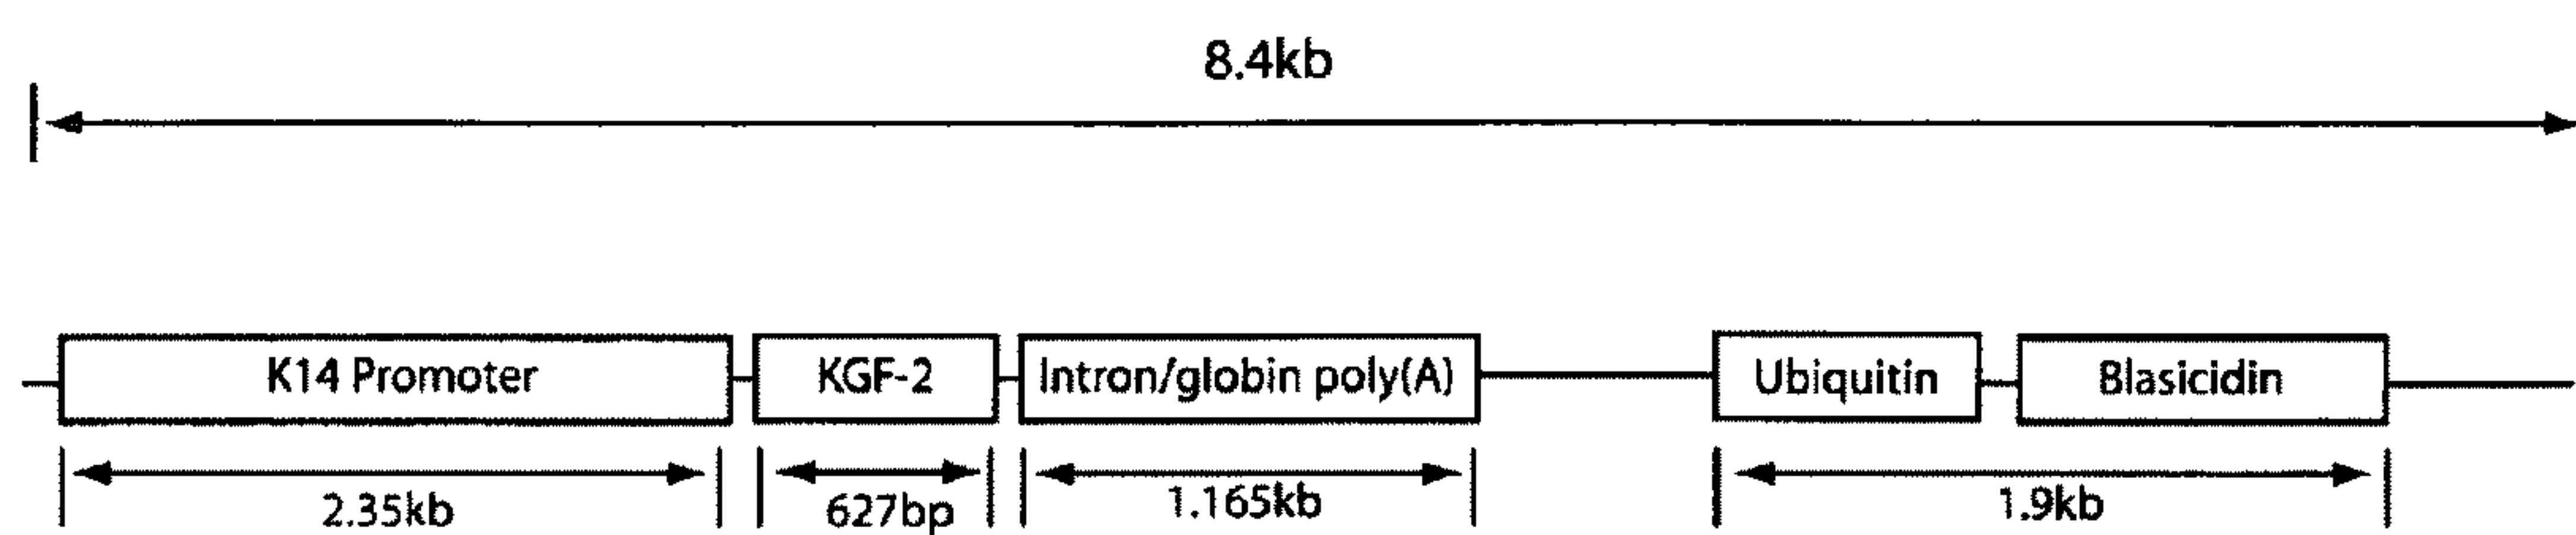 8.4kb
K14 Promoter
KGF-2
Intron/globin poly(A)
Ubiquitin
Blasicidin
2.35kb
627bp
1.165kb
1.9kb